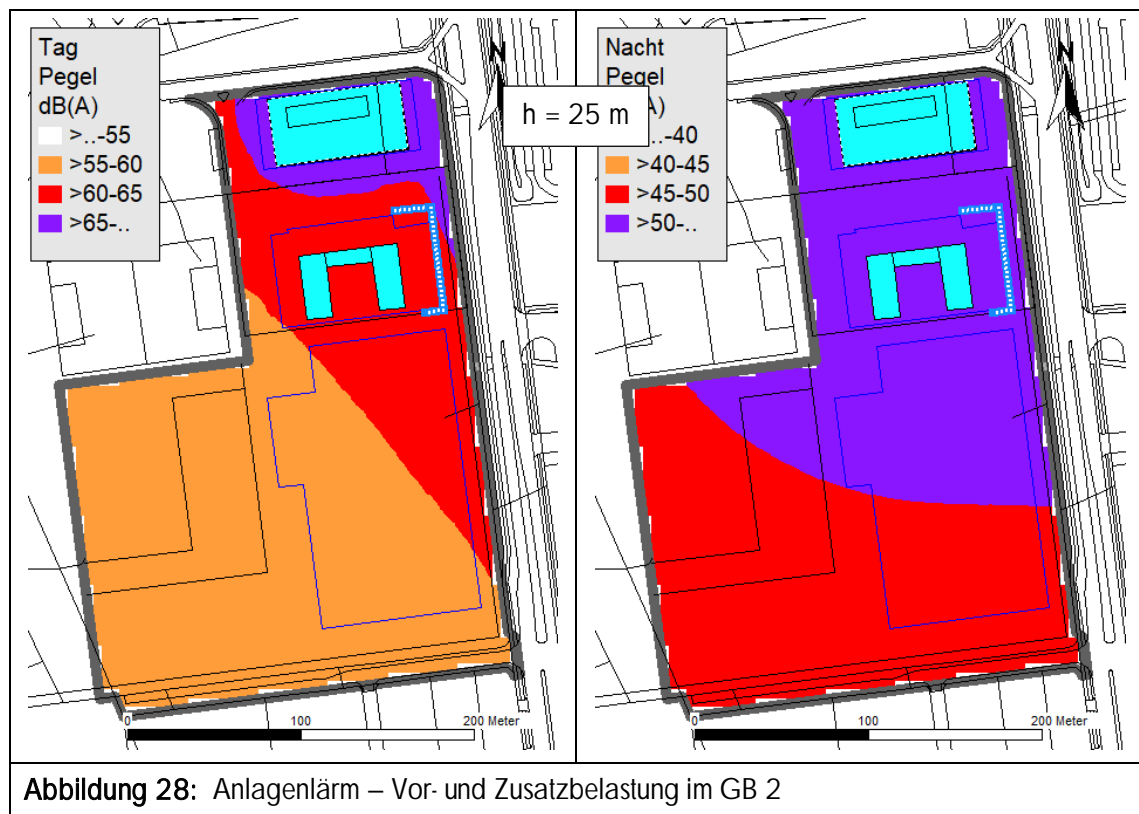 Tag
Pegel
dB(A)
>..-55
>55-60
>60-65
>65-..
N
h = 25 m
0
100
200 Meter
Nacht
Pegel
A)
..-40
>40-45
>45-50
>50-..
N
0
100
200 Meter
Abbildung 28: Anlagenlärm – Vor- und Zusatzbelastung im GB 2